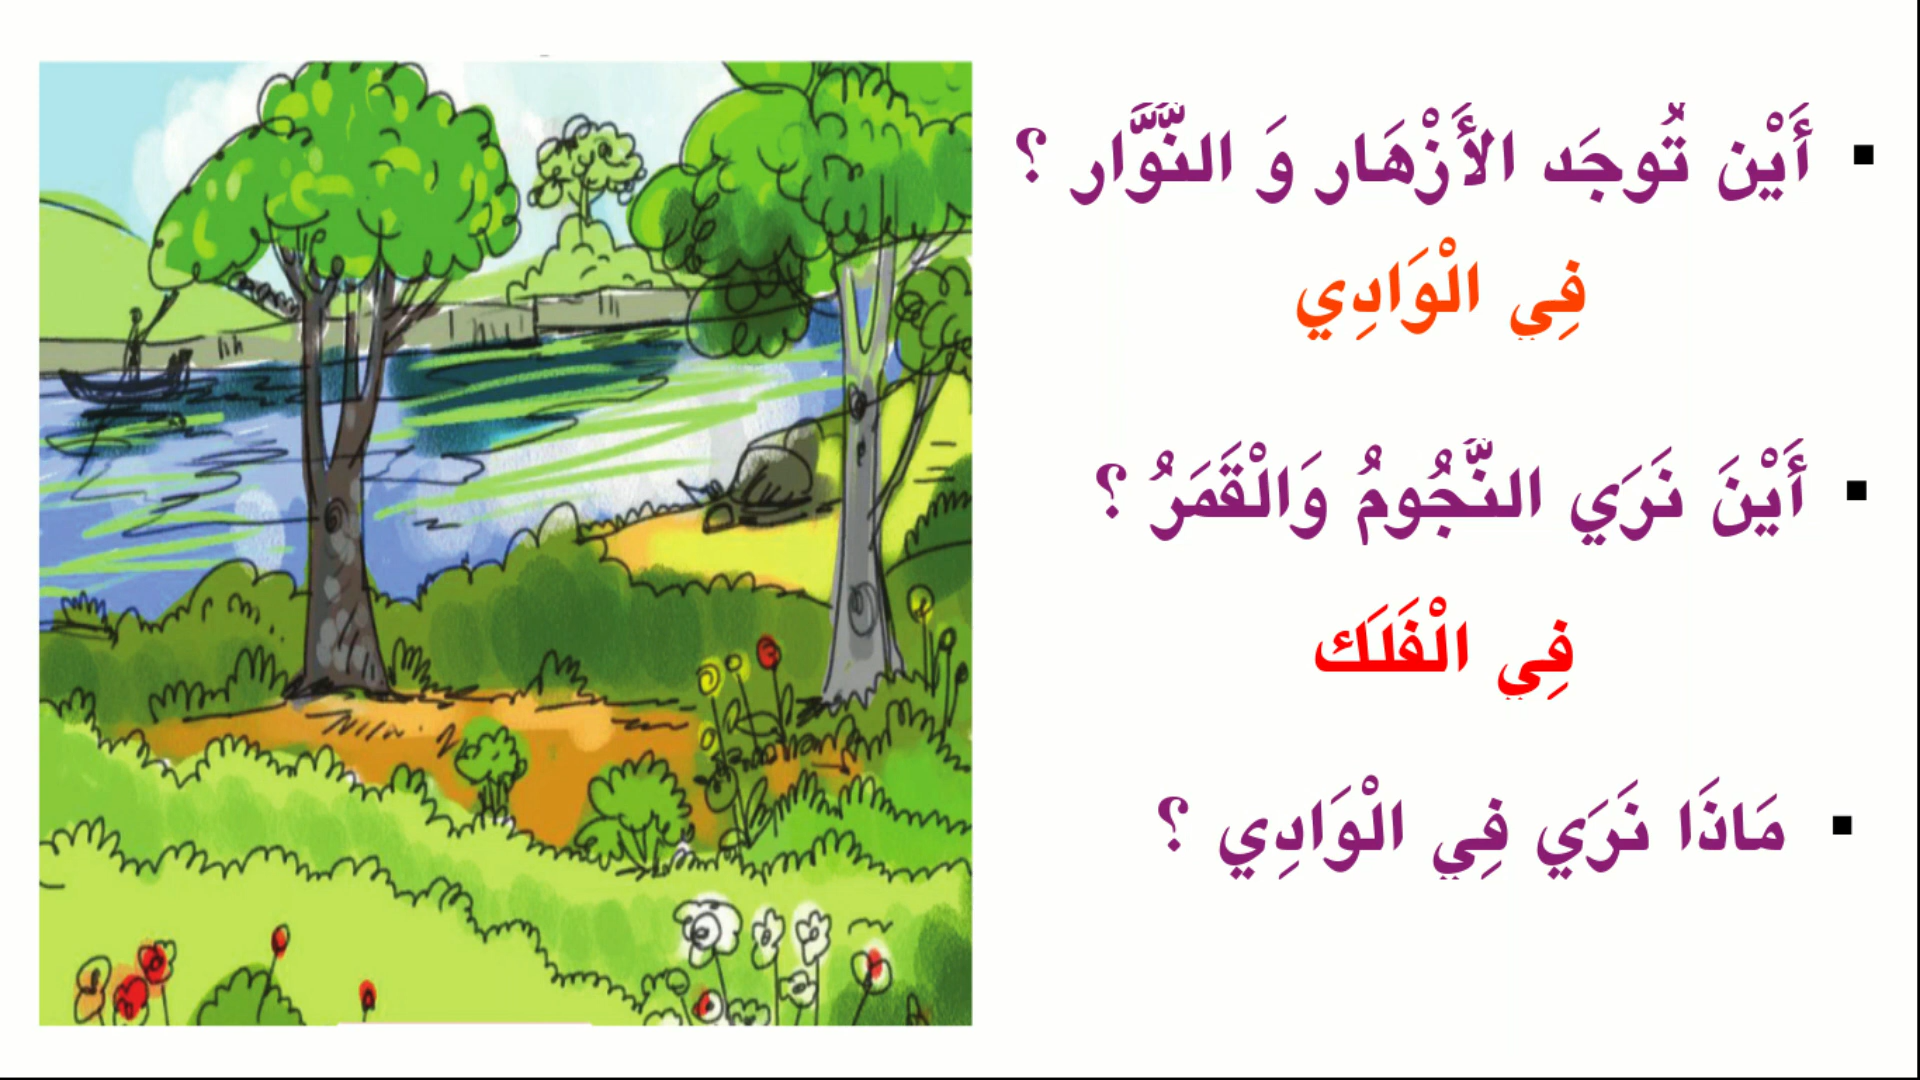 ▪ أَيْن تُوجَد الأَزْهَار وَ النَّوَّار ؟
فِي الْوَادِي
▪ أَيْنَ نَرَي النَّجُومُ وَالْقَمَرُ ؟
فِي الْفَلَك
▪ مَاذَا نَرَي فِي الْوَادِي ؟